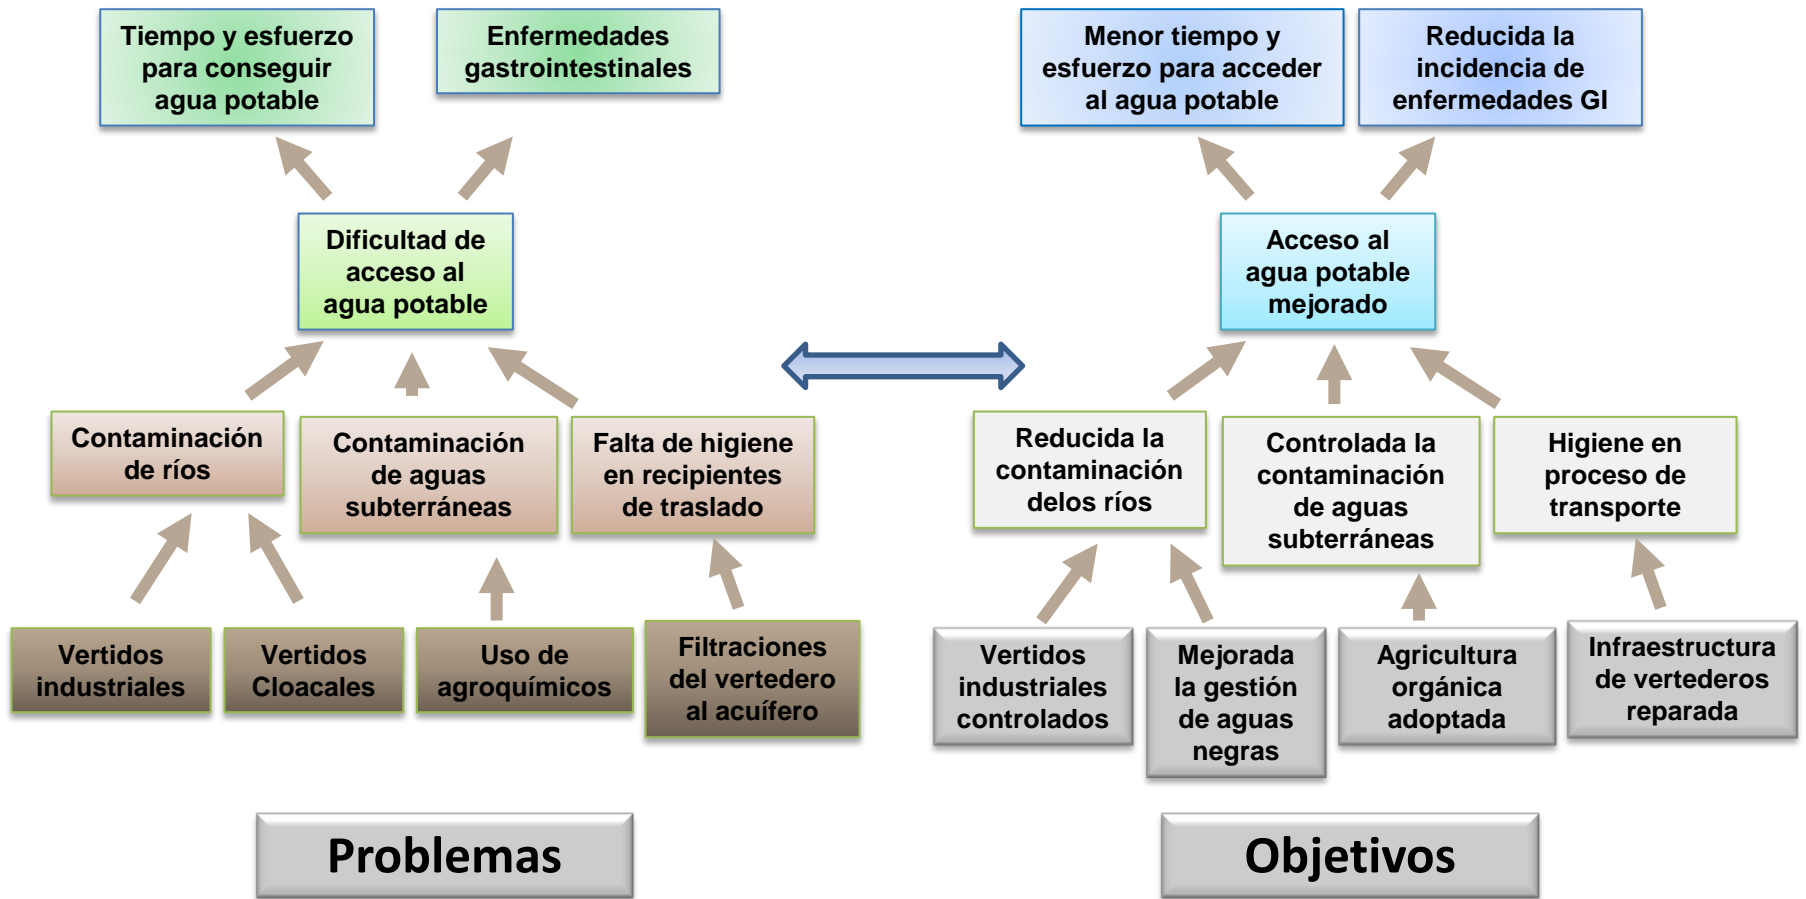 Tiempo y esfuerzo
para conseguir
agua potable
Enfermedades
gastrointestinales
Dificultad de
acceso al
agua potable
Contaminación
de ríos
Contaminación
de aguas
subterráneas
Falta de higiene
en recipientes
de traslado
Vertidos
industriales
Vertidos
Cloacales
Uso de
agroquímicos
Filtraciones
del vertedero
al acuífero
Problemas
Menor tiempo y
esfuerzo para acceder
al agua potable
Reducida la
incidencia de
enfermedades GI
Acceso al
agua potable
mejorado
Reducida la
contaminación
delos ríos
Controlada la
contaminación
de aguas
subterráneas
Higiene en
proceso de
transporte
Vertidos
industriales
controlados
Mejorada
la gestión
de aguas
negras
Agricultura
orgánica
adoptada
Infraestructura
de vertederos
reparada
Objetivos